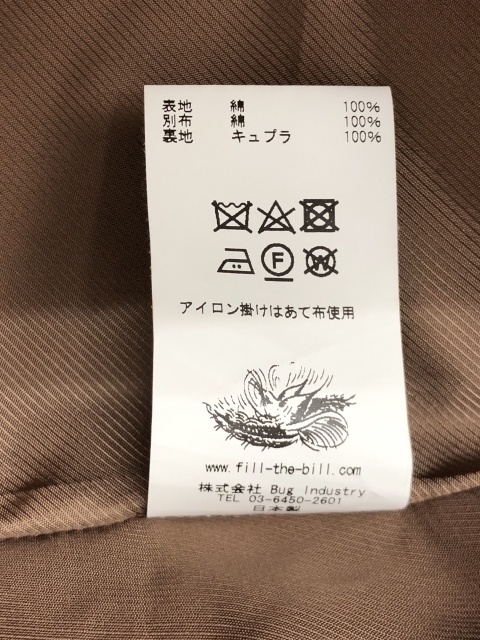 表地 綿 100%
別布 綿 100%
裏地 キュプラ 100%
F W
アイロン掛けはあて布使用
www.fill-the-bill.com
株式会社 Bug Industry
TEL 03-6450-2601
日本製